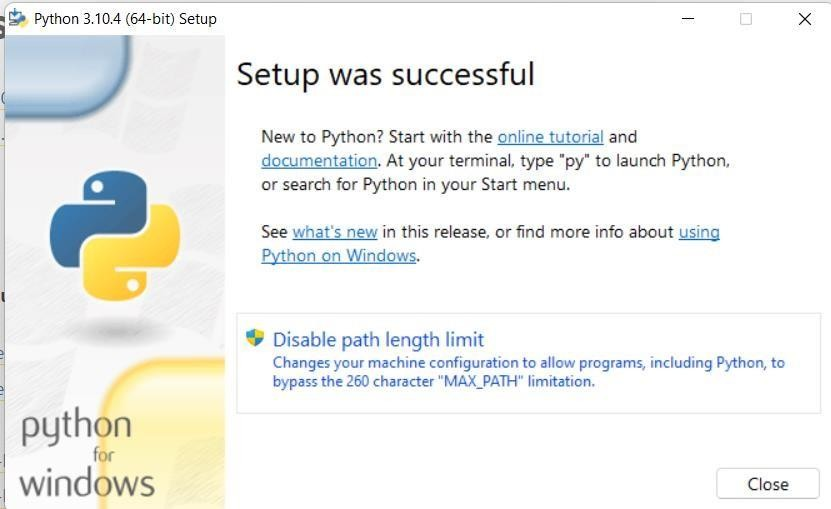 Python 3.10.4 (64-bit) Setup
Setup was successful
New to Python? Start with the online tutorial and
documentation. At your terminal, type "py" to launch Python,
or search for Python in your Start menu.
See what's new in this release, or find more info about using
Python on Windows.
Disable path length limit
Changes your machine configuration to allow programs, including Python, to
bypass the 260 character "MAX_PATH" limitation.
python
for
windows
Close